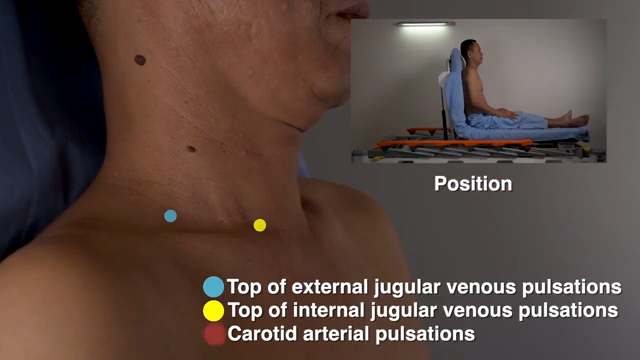 Position
Top of external jugular venous pulsations
Top of internal jugular venous pulsations
Carotid arterial pulsations